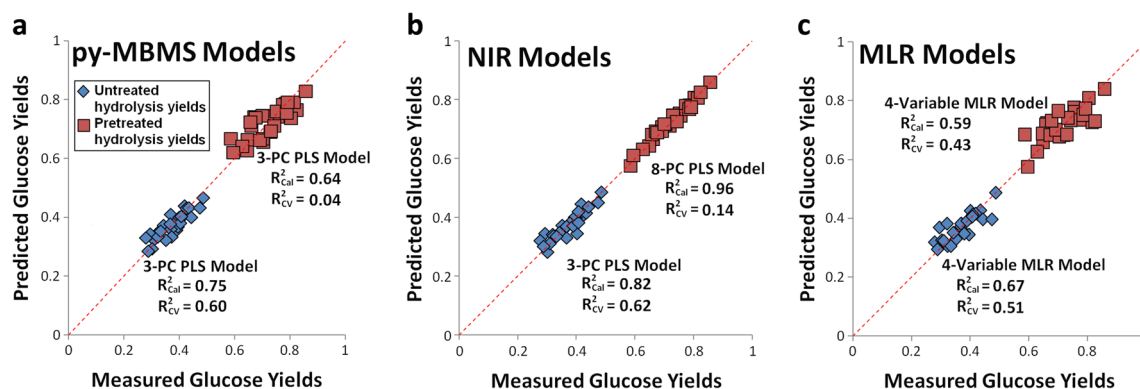 a
py-MBMS Models
Predicted Glucose Yields
1
0.8
0.6
0.4
0.2
0
Untreated
hydrolysis yields
Pretreated
hydrolysis yields
3-PC PLS Model
R²Cal = 0.64
R²CV = 0.04
3-PC PLS Model
R²Cal = 0.75
R²CV = 0.60
0 0.2 0.4 0.6 0.8 1
Measured Glucose Yields
b
NIR Models
Predicted Glucose Yields
1
0.8
0.6
0.4
0.2
0
8-PC PLS Model
R²Cal = 0.96
R²CV = 0.14
3-PC PLS Model
R²Cal = 0.82
R²CV = 0.62
0 0.2 0.4 0.6 0.8 1
Measured Glucose Yields
c
MLR Models
Predicted Glucose Yields
1
0.8
0.6
0.4
0.2
0
4-Variable MLR Model
R²Cal = 0.59
R²CV = 0.43
4-Variable MLR Model
R²Cal = 0.67
R²CV = 0.51
0 0.2 0.4 0.6 0.8 1
Measured Glucose Yields